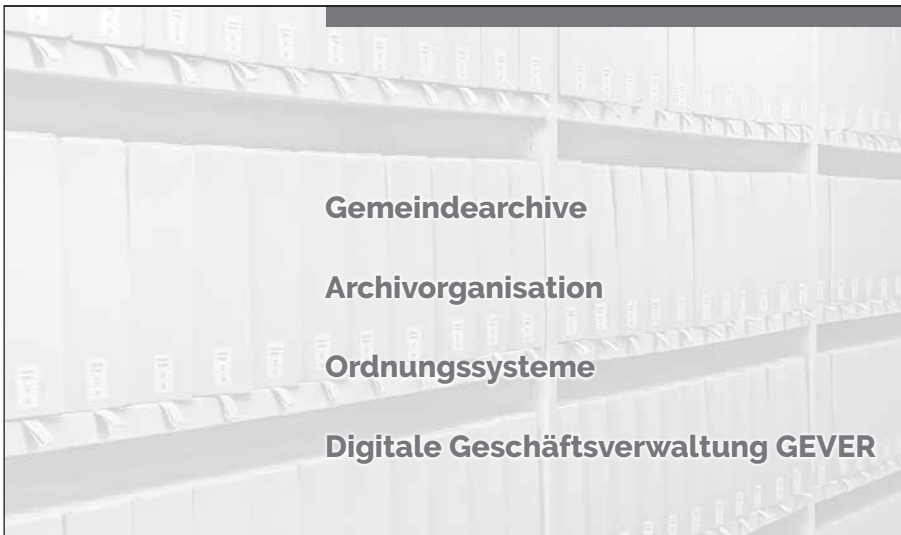 Gemeindearchive
Archivorganisation
Ordnungssysteme
Digitale Geschäftsverwaltung GEVER